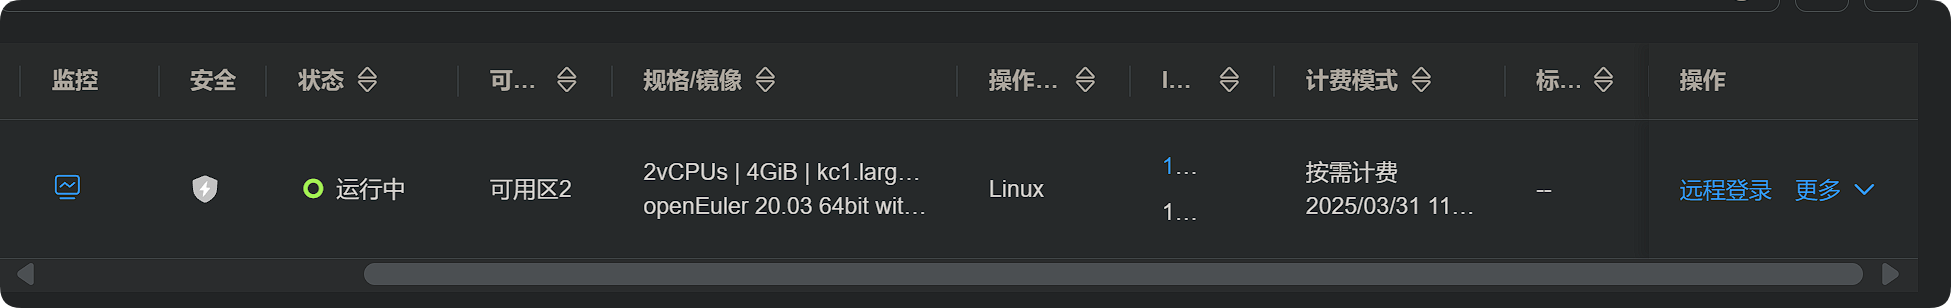 监控 安全 状态 可... 规格/镜像 操作... I... 计费模式 标... 操作
运行中 可用区2 2vCPUs | 4GiB | kc1.larg... Linux 1... 按需计费 -- 远程登录 更多
openEuler 20.03 64bit wit... 1... 2025/03/31 11...